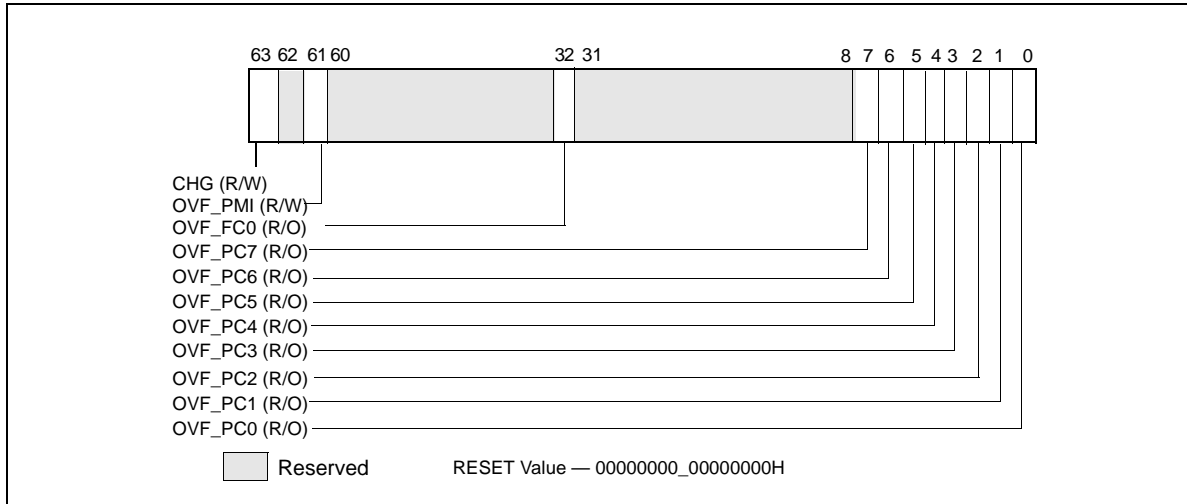 63 62 61 60 32 31 8 7 6 5 4 3 2 1 0
CHG (R/W)
OVF_PMI (R/W)
OVF_FC0 (R/O)
OVF_PC7 (R/O)
OVF_PC6 (R/O)
OVF_PC5 (R/O)
OVF_PC4 (R/O)
OVF_PC3 (R/O)
OVF_PC2 (R/O)
OVF_PC1 (R/O)
OVF_PC0 (R/O)
Reserved RESET Value — 00000000_00000000H